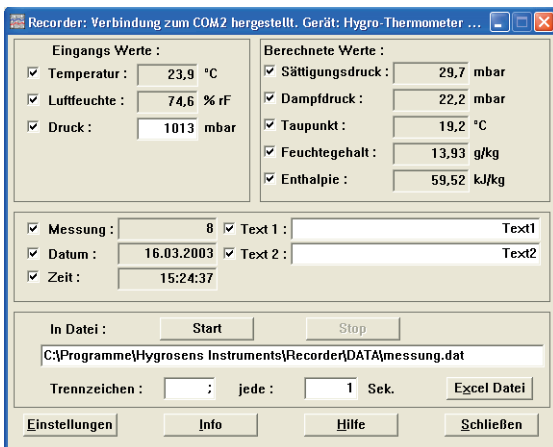 Recorder: Verbindung zum COM2 hergestellt. Gerät: Hygro-Thermometer ...
Eingangs Werte :
Temperatur : 23,9 °C
Luftfeuchte : 74,6 % rF
Druck : 1013 mbar
Berechnete Werte :
Sättigungsdruck : 29,7 mbar
Dampfdruck : 22,2 mbar
Taupunkt : 19,2 °C
Feuchtegehalt : 13,93 g/kg
Enthalpie : 59,52 kJ/kg
Messung : 8 Text 1 : Text1
Datum : 16.03.2003 Text 2 : Text2
Zeit : 15:24:37
In Datei : Start Stop
C:\Programme\Hygrosens Instruments\Recorder\DATA\messung.dat
Trennzeichen : ; jede : 1 Sek. Excel Datei
Einstellungen Info Hilfe Schließen